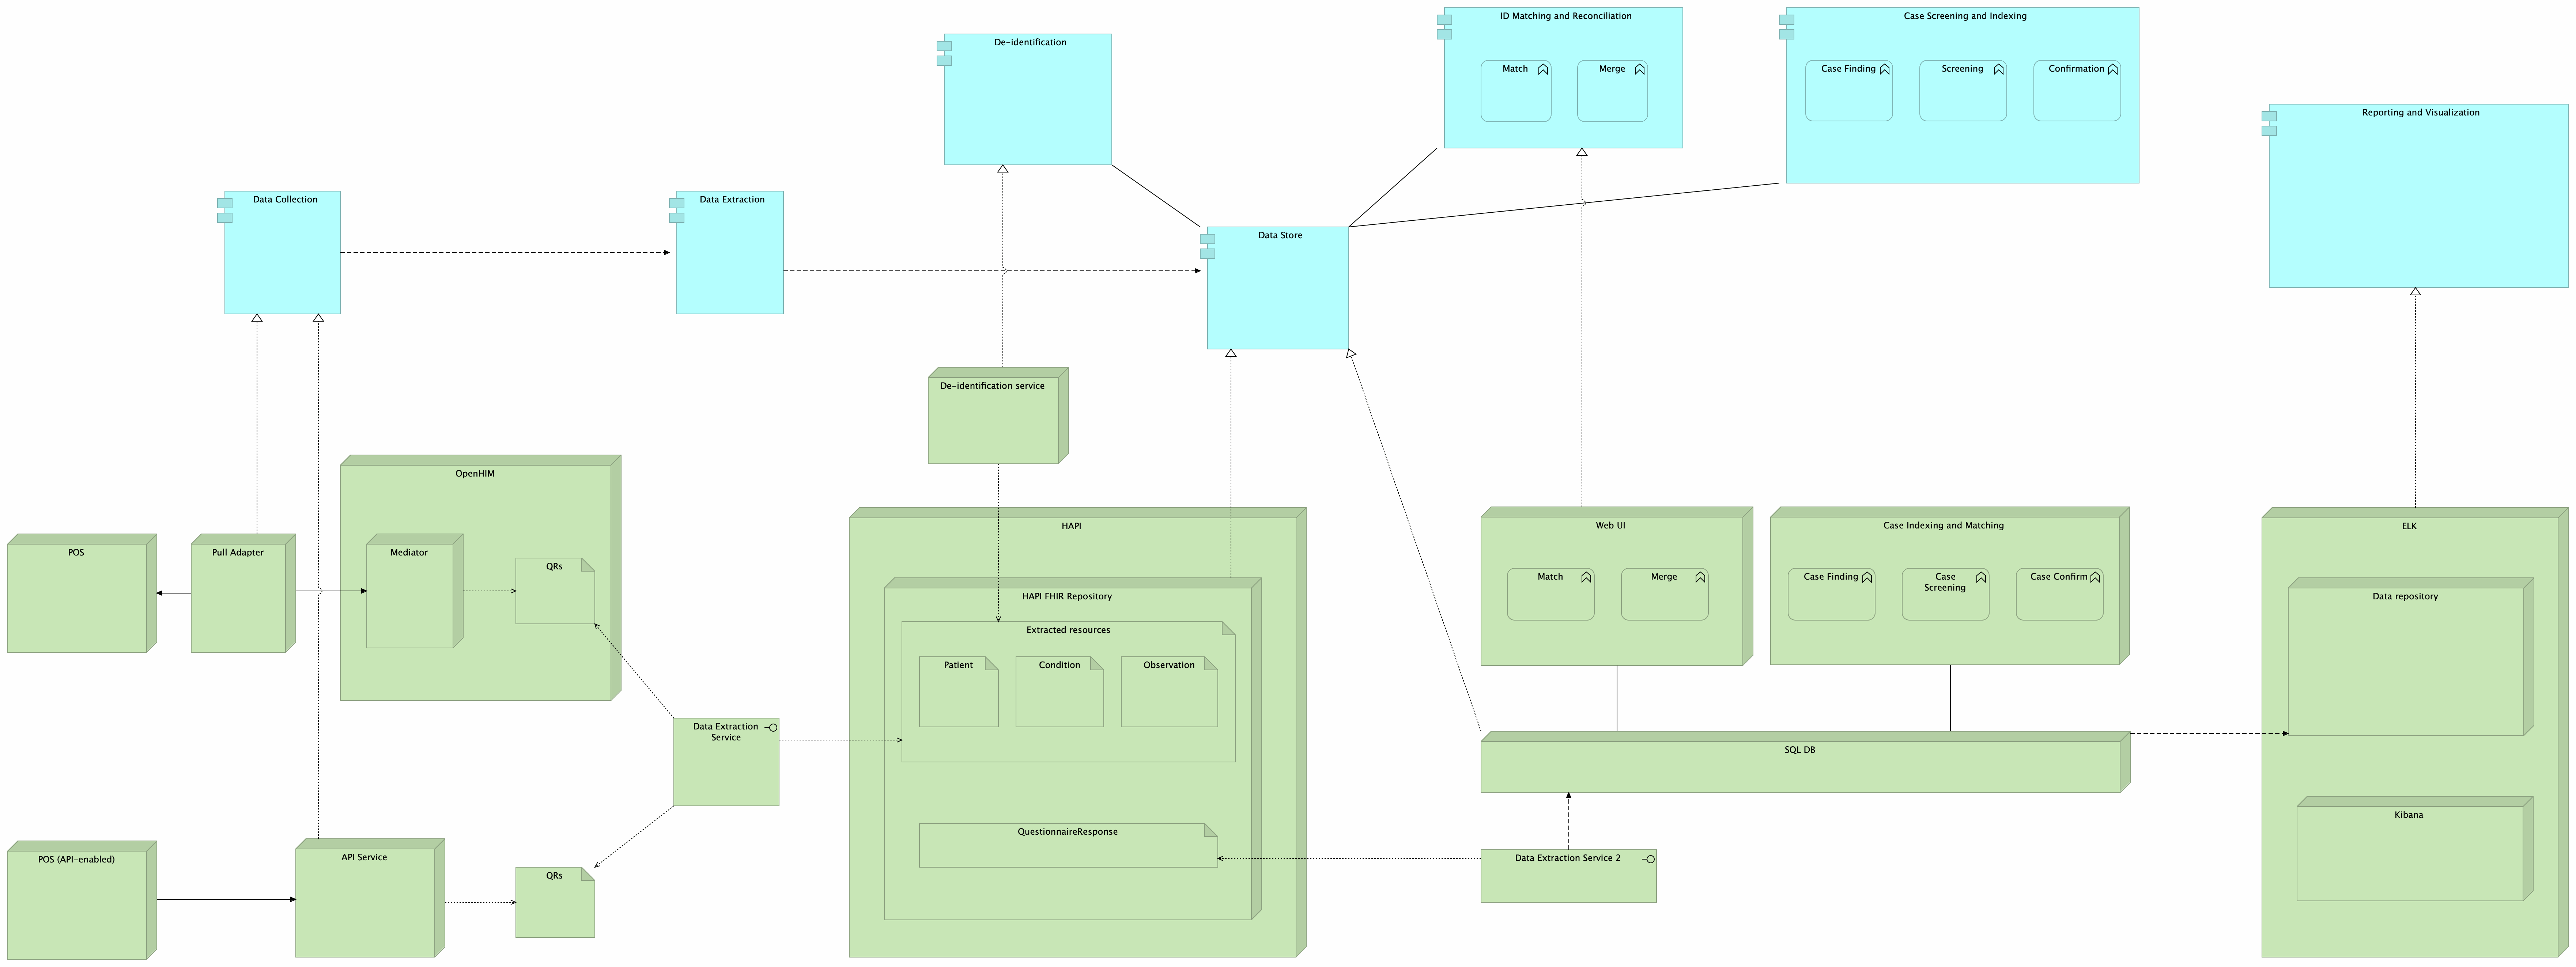 ID Matching and Reconciliation
Match
Merge
Case Screening and Indexing
Case Finding
Screening
Confirmation
De-identification
Reporting and Visualization
Data Collection
Data Extraction
Data Store
De-identification service
OpenHIM
POS
Pull Adapter
Mediator
QRs
HAPI
HAPI FHIR Repository
Extracted resources
Patient
Condition
Observation
QuestionnaireResponse
Web UI
Match
Merge
Case Indexing and Matching
Case Finding
Case
Screening
Case Confirm
ELK
Data repository
Kibana
Data Extraction
Service
SQL DB
Data Extraction Service 2
POS (API-enabled)
API Service
QRs